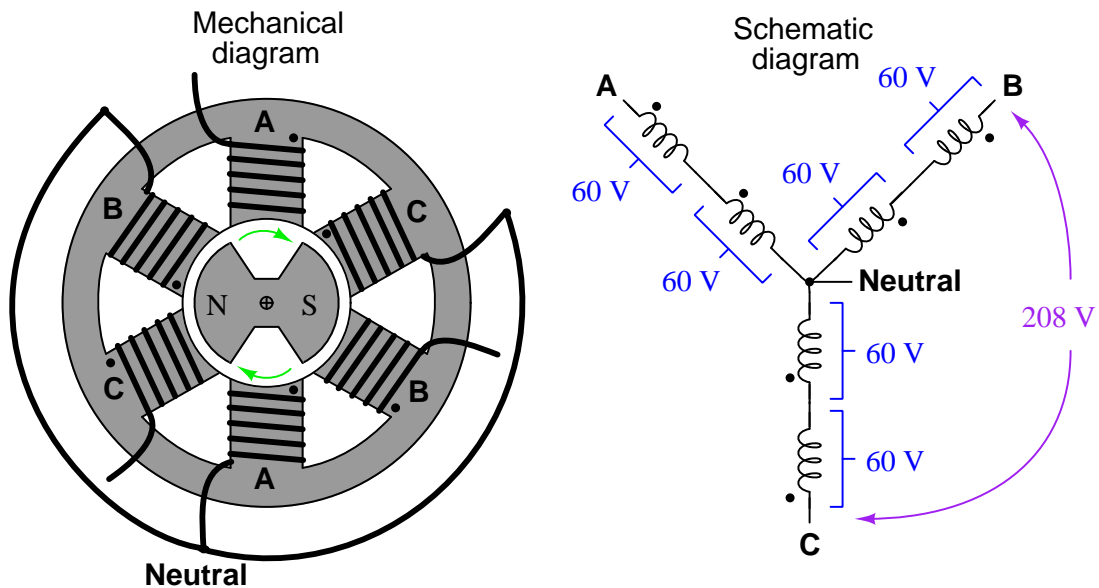 Mechanical
diagram
A
B
C
N
S
C
B
A
Neutral
Schematic
diagram
A
60 V
B
60 V
60 V
60 V
Neutral
208 V
60 V
60 V
C